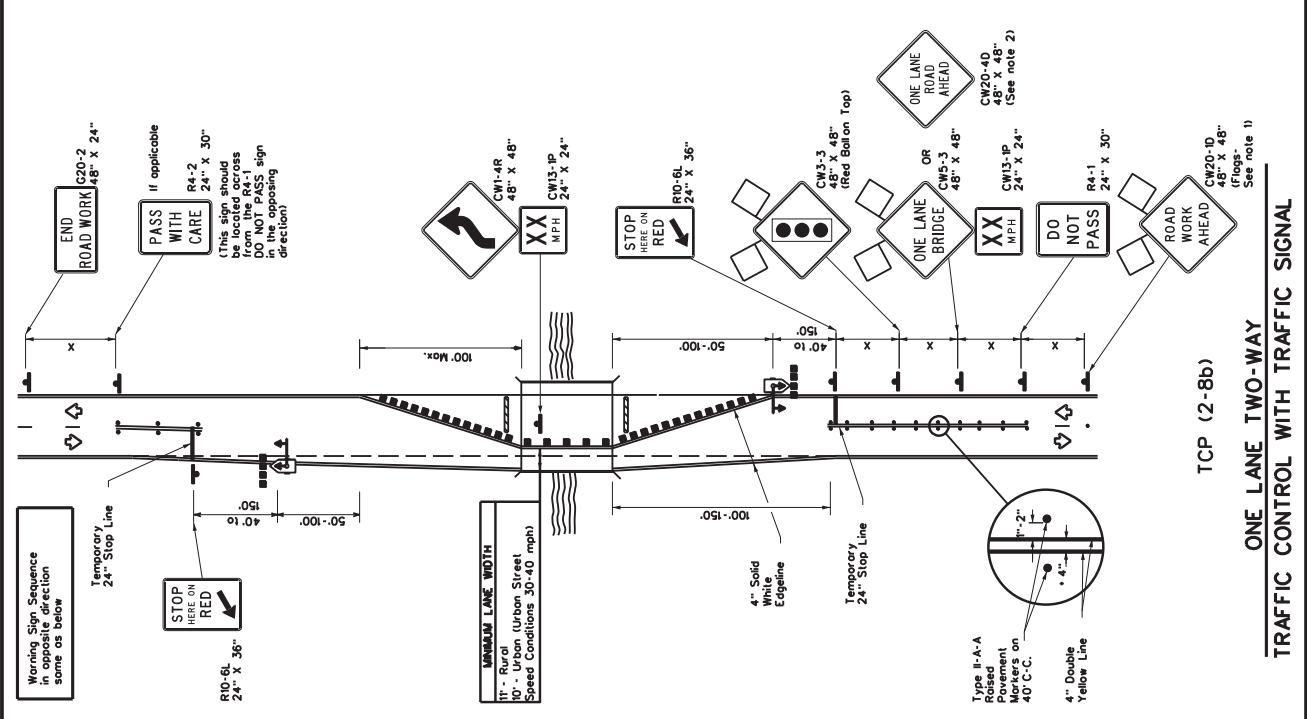 Warning Sign Sequence
in opposite direction
same as below
END
ROAD WORK
G20-2
48" X 24"
PASS
WITH
CARE
If applicable
R4-2
24" X 30"
(This sign should
be located across
from the R4-1
DO NOT PASS sign
in the opposing
direction)
X
Temporary
24" Stop Line
40' to
150'
50'-100'
STOP
HERE ON
RED
R10-6L
24" X 36"
100' Max.
CW1-4R
48" X 48"
XX
MPH
CW13-1P
24" X 24"
MINIMUM LANE WIDTH
11' - Rural
10' - Urban (Urban Street
Speed Conditions 30-40 mph)
STOP
HERE ON
RED
R10-6L
24" X 36"
50'-100'
40' to
150'
100'-150'
4" Solid
White
Edgeline
Temporary
24" Stop Line
X
X
X
X
CW3-3
48" X 48"
(Red Ball on Top)
ONE LANE
BRIDGE
OR
CW5-3
48" X 48"
ONE LANE
ROAD
AHEAD
CW20-4D
48" X 48"
(See note 2)
XX
MPH
CW13-1P
24" X 24"
DO
NOT
PASS
R4-1
24" X 30"
ROAD
WORK
AHEAD
CW20-1D
48" X 48"
(Flags-
See note 1)
Type II-A-A
Raised
Pavement
Markers on
40' C-C.
4" Double
Yellow Line
1"-2"
4"
TCP (2-8b)
ONE LANE TWO-WAY
TRAFFIC CONTROL WITH TRAFFIC SIGNAL